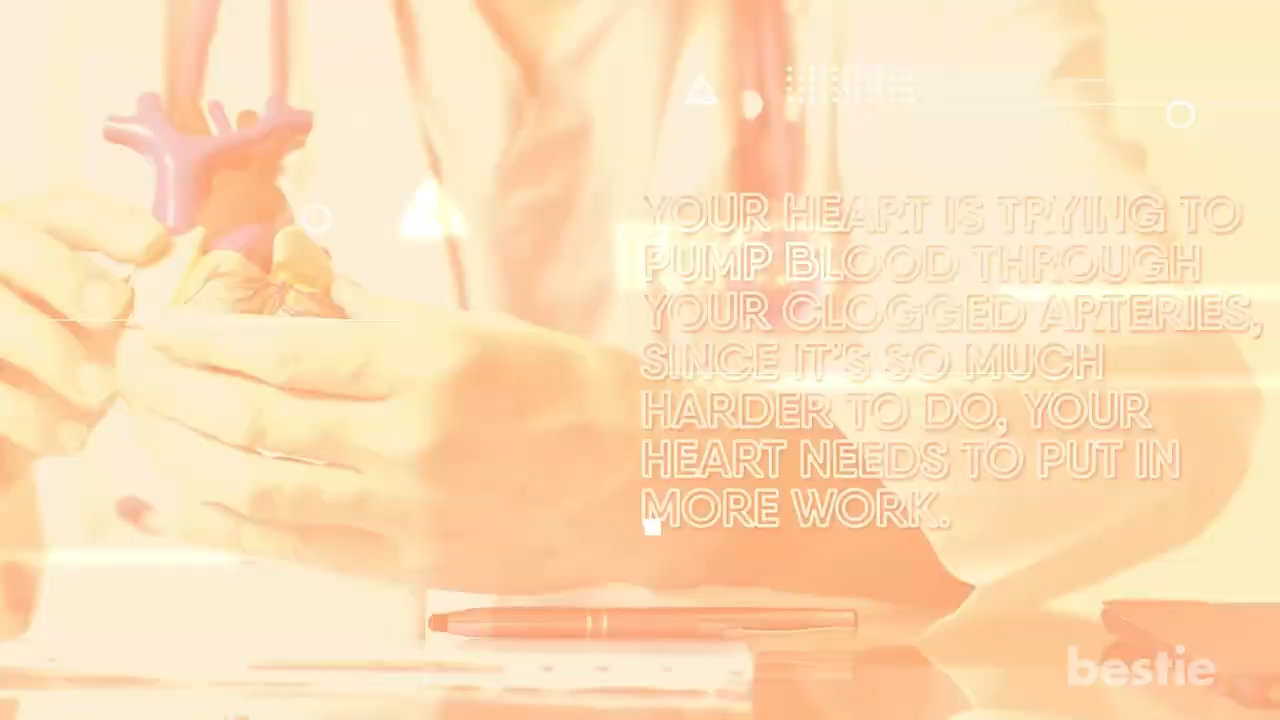 YOUR HEART IS TRYING TO
PUMP BLOOD THROUGH
YOUR CLOGGED ARTERIES,
SINCE IT'S SO MUCH
HARDER TO DO, YOUR
HEART NEEDS TO PUT IN
MORE WORK.
bestie